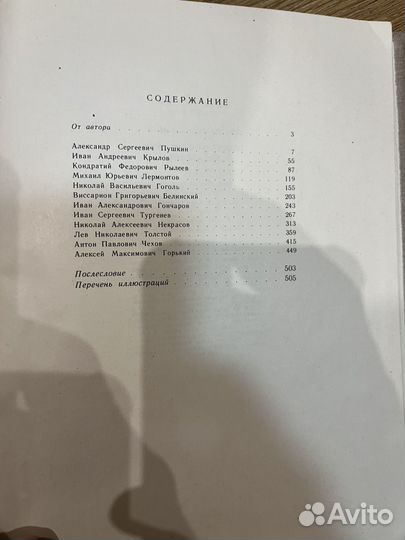 СОДЕРЖАНИЕ
От автора . . . . . . . . . . . . . . . . 3
Александр Сергеевич Пушкин . . . . . . . . 7
Иван Андреевич Крылов . . . . . . . . . . 55
Кондратий Федорович Рылеев . . . . . . . . 87
Михаил Юрьевич Лермонтов . . . . . . . . . 119
Николай Васильевич Гоголь . . . . . . . . 155
Виссарион Григорьевич Белинский . . . . . . 203
Иван Александрович Гончаров . . . . . . . . 243
Иван Сергеевич Тургенев . . . . . . . . . 267
Николай Алексеевич Некрасов . . . . . . . . 313
Лев Николаевич Толстой . . . . . . . . . . 359
Антон Павлович Чехов . . . . . . . . . . 415
Алексей Максимович Горький . . . . . . . . 449
Послесловие . . . . . . . . . . . . . . 503
Перечень иллюстраций . . . . . . . . . . 505
Avito